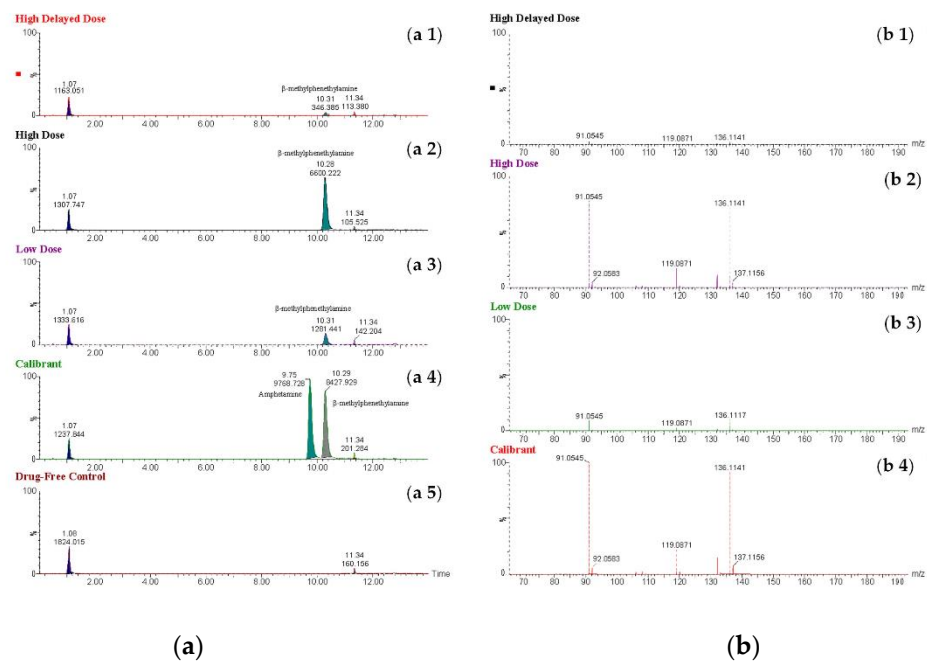 High Delayed Dose
(a 1)
100
%
0
1.07
1163.051
β-methylphenethylamine
10.31
346.385
11.34
113.380
2.00 4.00 6.00 8.00 10.00 12.00
High Dose
(a 2)
100
%
0
1.07
1307.747
β-methylphenethylamine
10.28
6600.222
11.34
105.525
2.00 4.00 6.00 8.00 10.00 12.00
Low Dose
(a 3)
100
%
0
1.07
1333.616
β-methylphenethylamine
10.31
1281.441
11.34
142.204
2.00 4.00 6.00 8.00 10.00 12.00
Calibrant
(a 4)
100
%
0
1.07
1237.844
9.75
9768.728
Amphetamine
10.29
8427.929
β-methylphenethylamine
11.34
201.284
2.00 4.00 6.00 8.00 10.00 12.00
Drug-Free Control
(a 5)
100
%
0
1.08
1824.015
11.34
160.156
Time
2.00 4.00 6.00 8.00 10.00 12.00
(a)
High Delayed Dose
(b 1)
100
%
0
91.0545 119.0871 136.1141
m/z
70 80 90 100 110 120 130 140 150 160 170 180 190
High Dose
(b 2)
100
%
0
91.0545
92.0583
119.0871
136.1141
137.1156
m/z
70 80 90 100 110 120 130 140 150 160 170 180 190
Low Dose
(b 3)
100
%
0
91.0545 119.0871 136.1117
m/z
70 80 90 100 110 120 130 140 150 160 170 180 190
Calibrant
(b 4)
100
%
0
91.0545
92.0583
119.0871
136.1141
137.1156
m/z
70 80 90 100 110 120 130 140 150 160 170 180 190
(b)